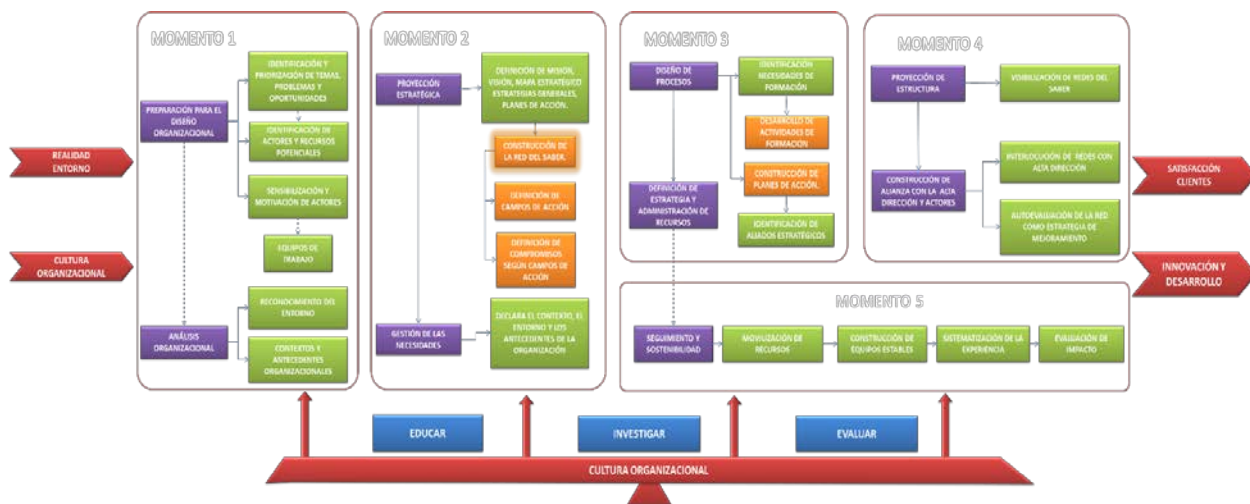 MOMENTO 1
IDENTIFICACIÓN Y
PRIORIZACIÓN DE TEMAS,
PROBLEMAS Y
OPORTUNIDADES
PREPARACIÓN PARA EL
DISEÑO
ORGANIZACIONAL
IDENTIFICACIÓN DE
ACTORES Y RECURSOS
POTENCIALES
SENSIBILIZACIÓN Y
MOTIVACIÓN DE ACTORES
EQUIPOS DE
TRABAJO
RECONOCIMIENTO DEL
ENTORNO
ANÁLISIS
ORGANIZACIONAL
CONTEXTOS Y
ANTECEDENTES
ORGANIZACIONALES
REALIDAD
ENTORNO
CULTURA
ORGANIZACIONAL
MOMENTO 2
PROYECCIÓN
ESTRATÉGICA
DEFINICIÓN DE MISIÓN,
VISIÓN, MAPA ESTRATÉGICO
ESTRATEGIAS GENERALES,
PLANES DE ACCIÓN.
CONSTRUCCIÓN DE
LA RED DEL SABER.
DEFINICIÓN DE
CAMPOS DE ACCIÓN
DEFINICIÓN DE
COMPROMISOS
SEGÚN CAMPOS DE
ACCIÓN
GESTIÓN DE LAS
NECESIDADES
DECLARA EL CONTEXTO, EL
ENTORNO Y LOS
ANTECEDENTES DE LA
ORGANIZACIÓN
MOMENTO 3
DISEÑO DE
PROCESOS
IDENTIFICACIÓN
NECESIDADES DE
FORMACIÓN
DESARROLLO DE
ACTIVIDADES DE
FORMACIÓN
DEFINICIÓN DE
ESTRATEGIA Y
ADMINISTRACIÓN DE
RECURSOS
CONSTRUCCIÓN DE
PLANES DE ACCIÓN.
IDENTIFICACIÓN DE
ALIADOS ESTRATÉGICOS
MOMENTO 4
PROYECCIÓN DE
ESTRUCTURA
VISIBILIZACIÓN DE REDES DEL
SABER
CONSTRUCCIÓN DE
ALIANZA CON LA ALTA
DIRECCIÓN Y ACTORES
INTERLOCUCIÓN DE REDES CON
ALTA DIRECCIÓN
AUTOEVALUACIÓN DE LA RED
COMO ESTRATEGIA DE
MEJORAMIENTO
SATISFACCIÓN
CLIENTES
INNOVACIÓN Y
DESARROLLO
MOMENTO 5
SEGUIMIENTO Y
SOSTENIBILIDAD
MOVILIZACIÓN DE
RECURSOS
CONSTRUCCIÓN DE
EQUIPOS ESTABLES
SISTEMATIZACIÓN DE LA
EXPERIENCIA
EVALUACIÓN DE
IMPACTO
EDUCAR
INVESTIGAR
EVALUAR
CULTURA ORGANIZACIONAL